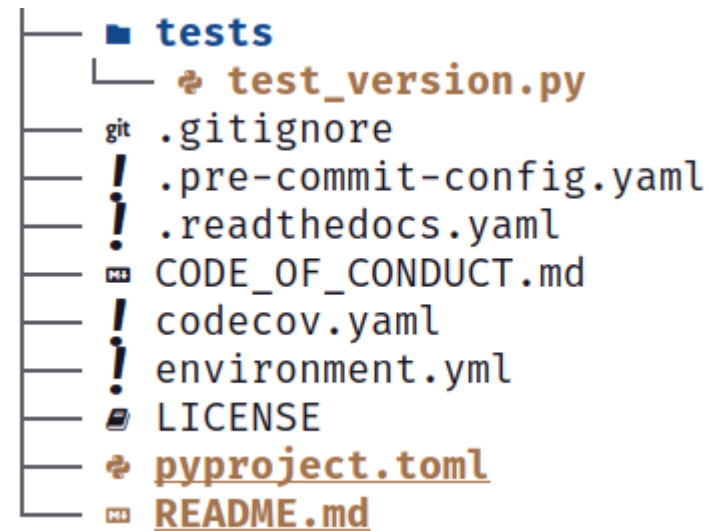 tests
test_version.py
git .gitignore
! .pre-commit-config.yaml
! .readthedocs.yaml
M↓ CODE_OF_CONDUCT.md
! codecov.yaml
! environment.yml
LICENSE
pyproject.toml
M↓ README.md